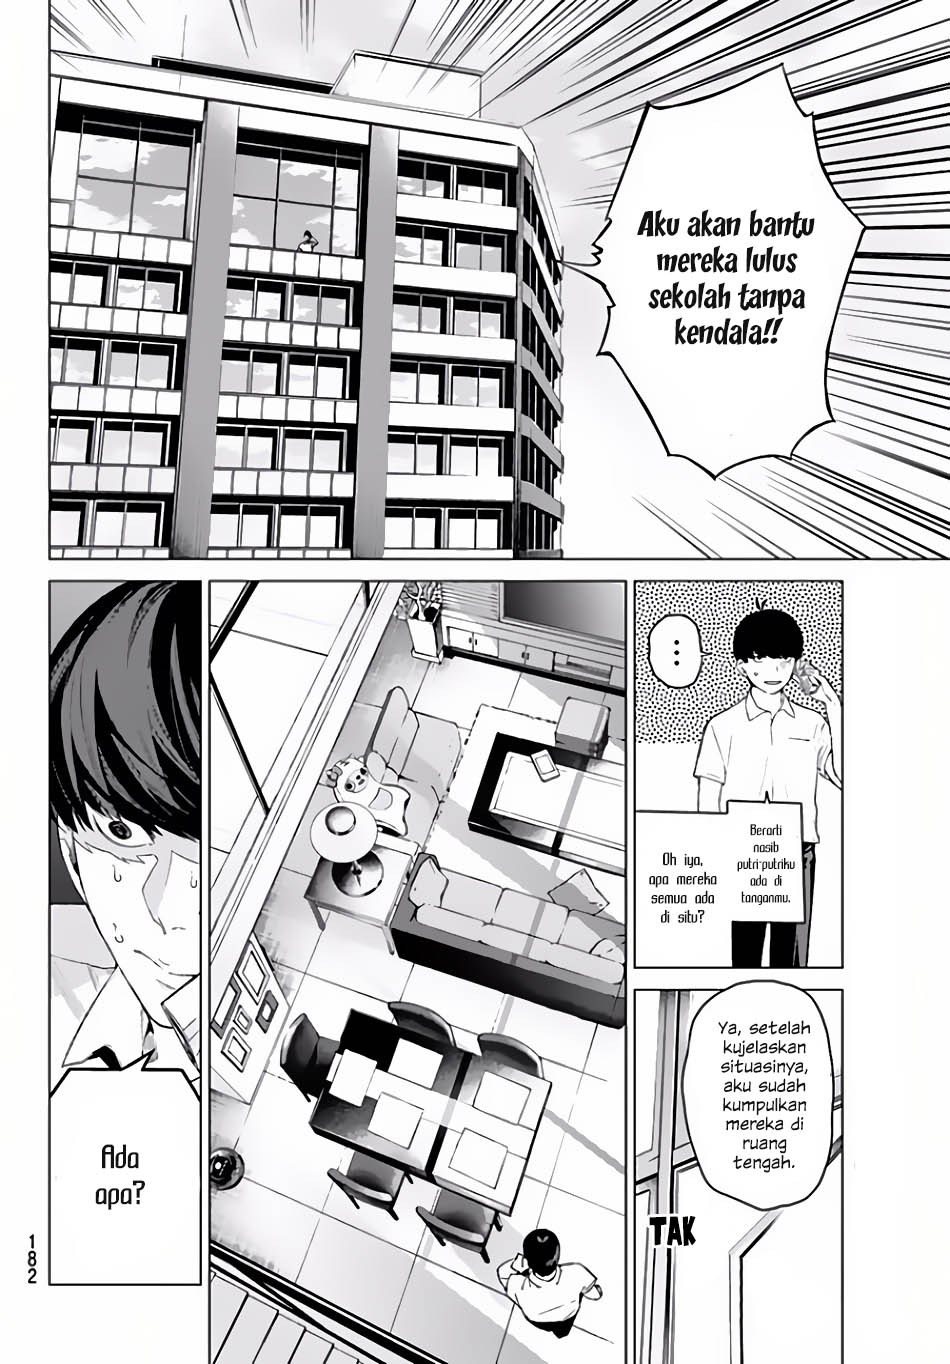 Aku akan bantu
mereka lulus
sekolah tanpa
kendala!!
...
Berarti
nasib
putri-putriku
ada di
tanganmu.
Oh iya,
apa mereka
semua ada
di situ?
Ya, setelah
kujelaskan
situasinya,
aku sudah
kumpulkan
mereka di
ruang
tengah.
TAK
Ada
apa?
182